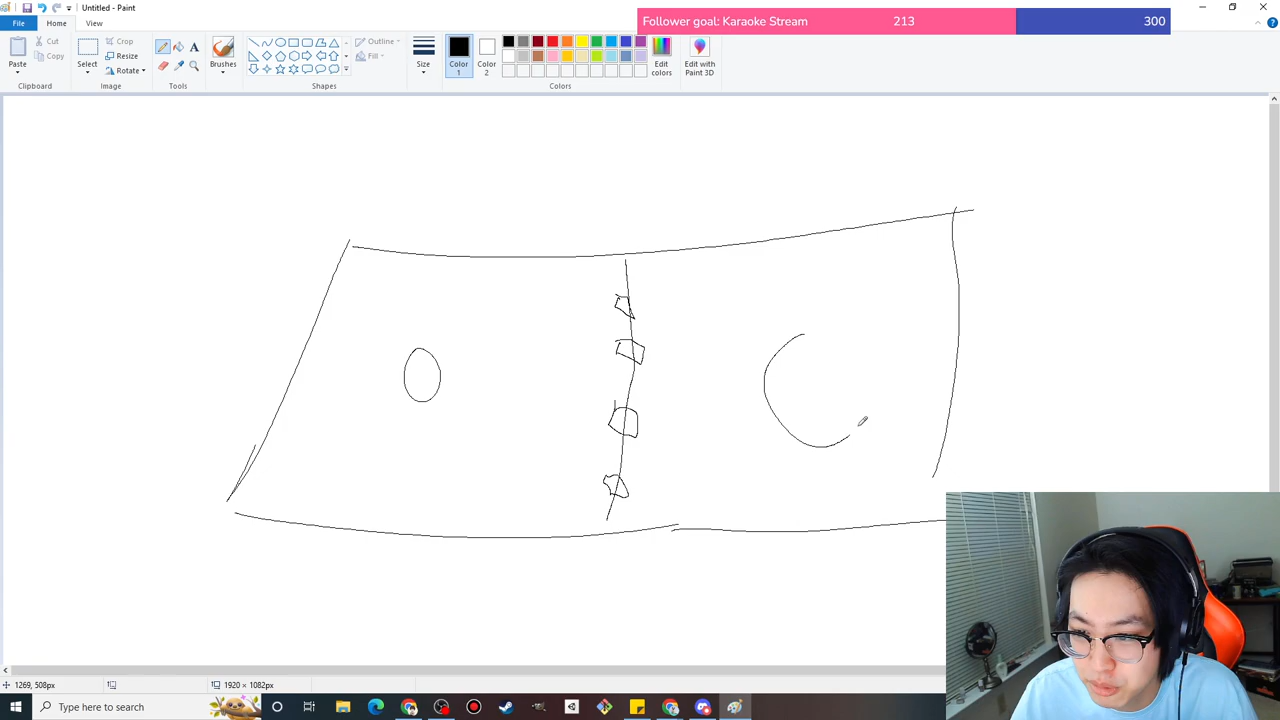 Untitled - Paint
Follower goal: Karaoke Stream 213 300
File Home View
Paste
Cut
Copy
Clipboard
Select
Crop
Resize
Rotate
Image
Tools
Brushes
Shapes
Outline
Fill
Size
Color 1
Color 2
Colors
Edit colors
Edit with Paint 3D
1269, 508px
1920 × 1082px
Type here to search